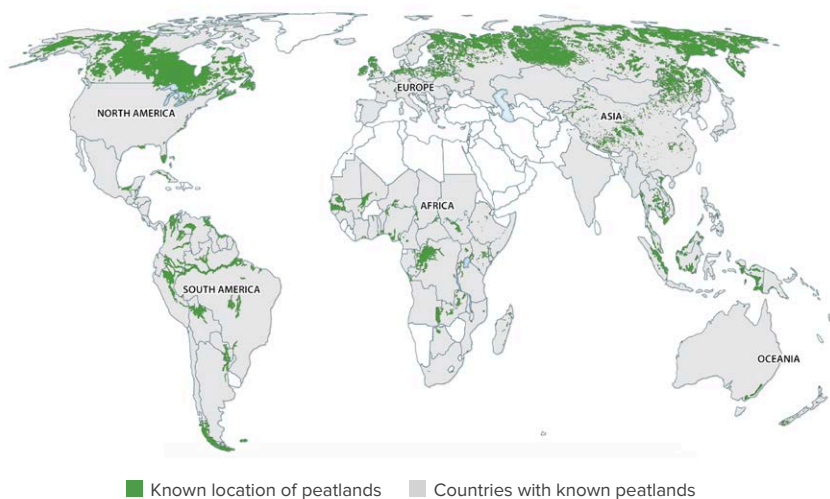 NORTH AMERICA
EUROPE
ASIA
AFRICA
SOUTH AMERICA
OCEANIA
Known location of peatlands
Countries with known peatlands